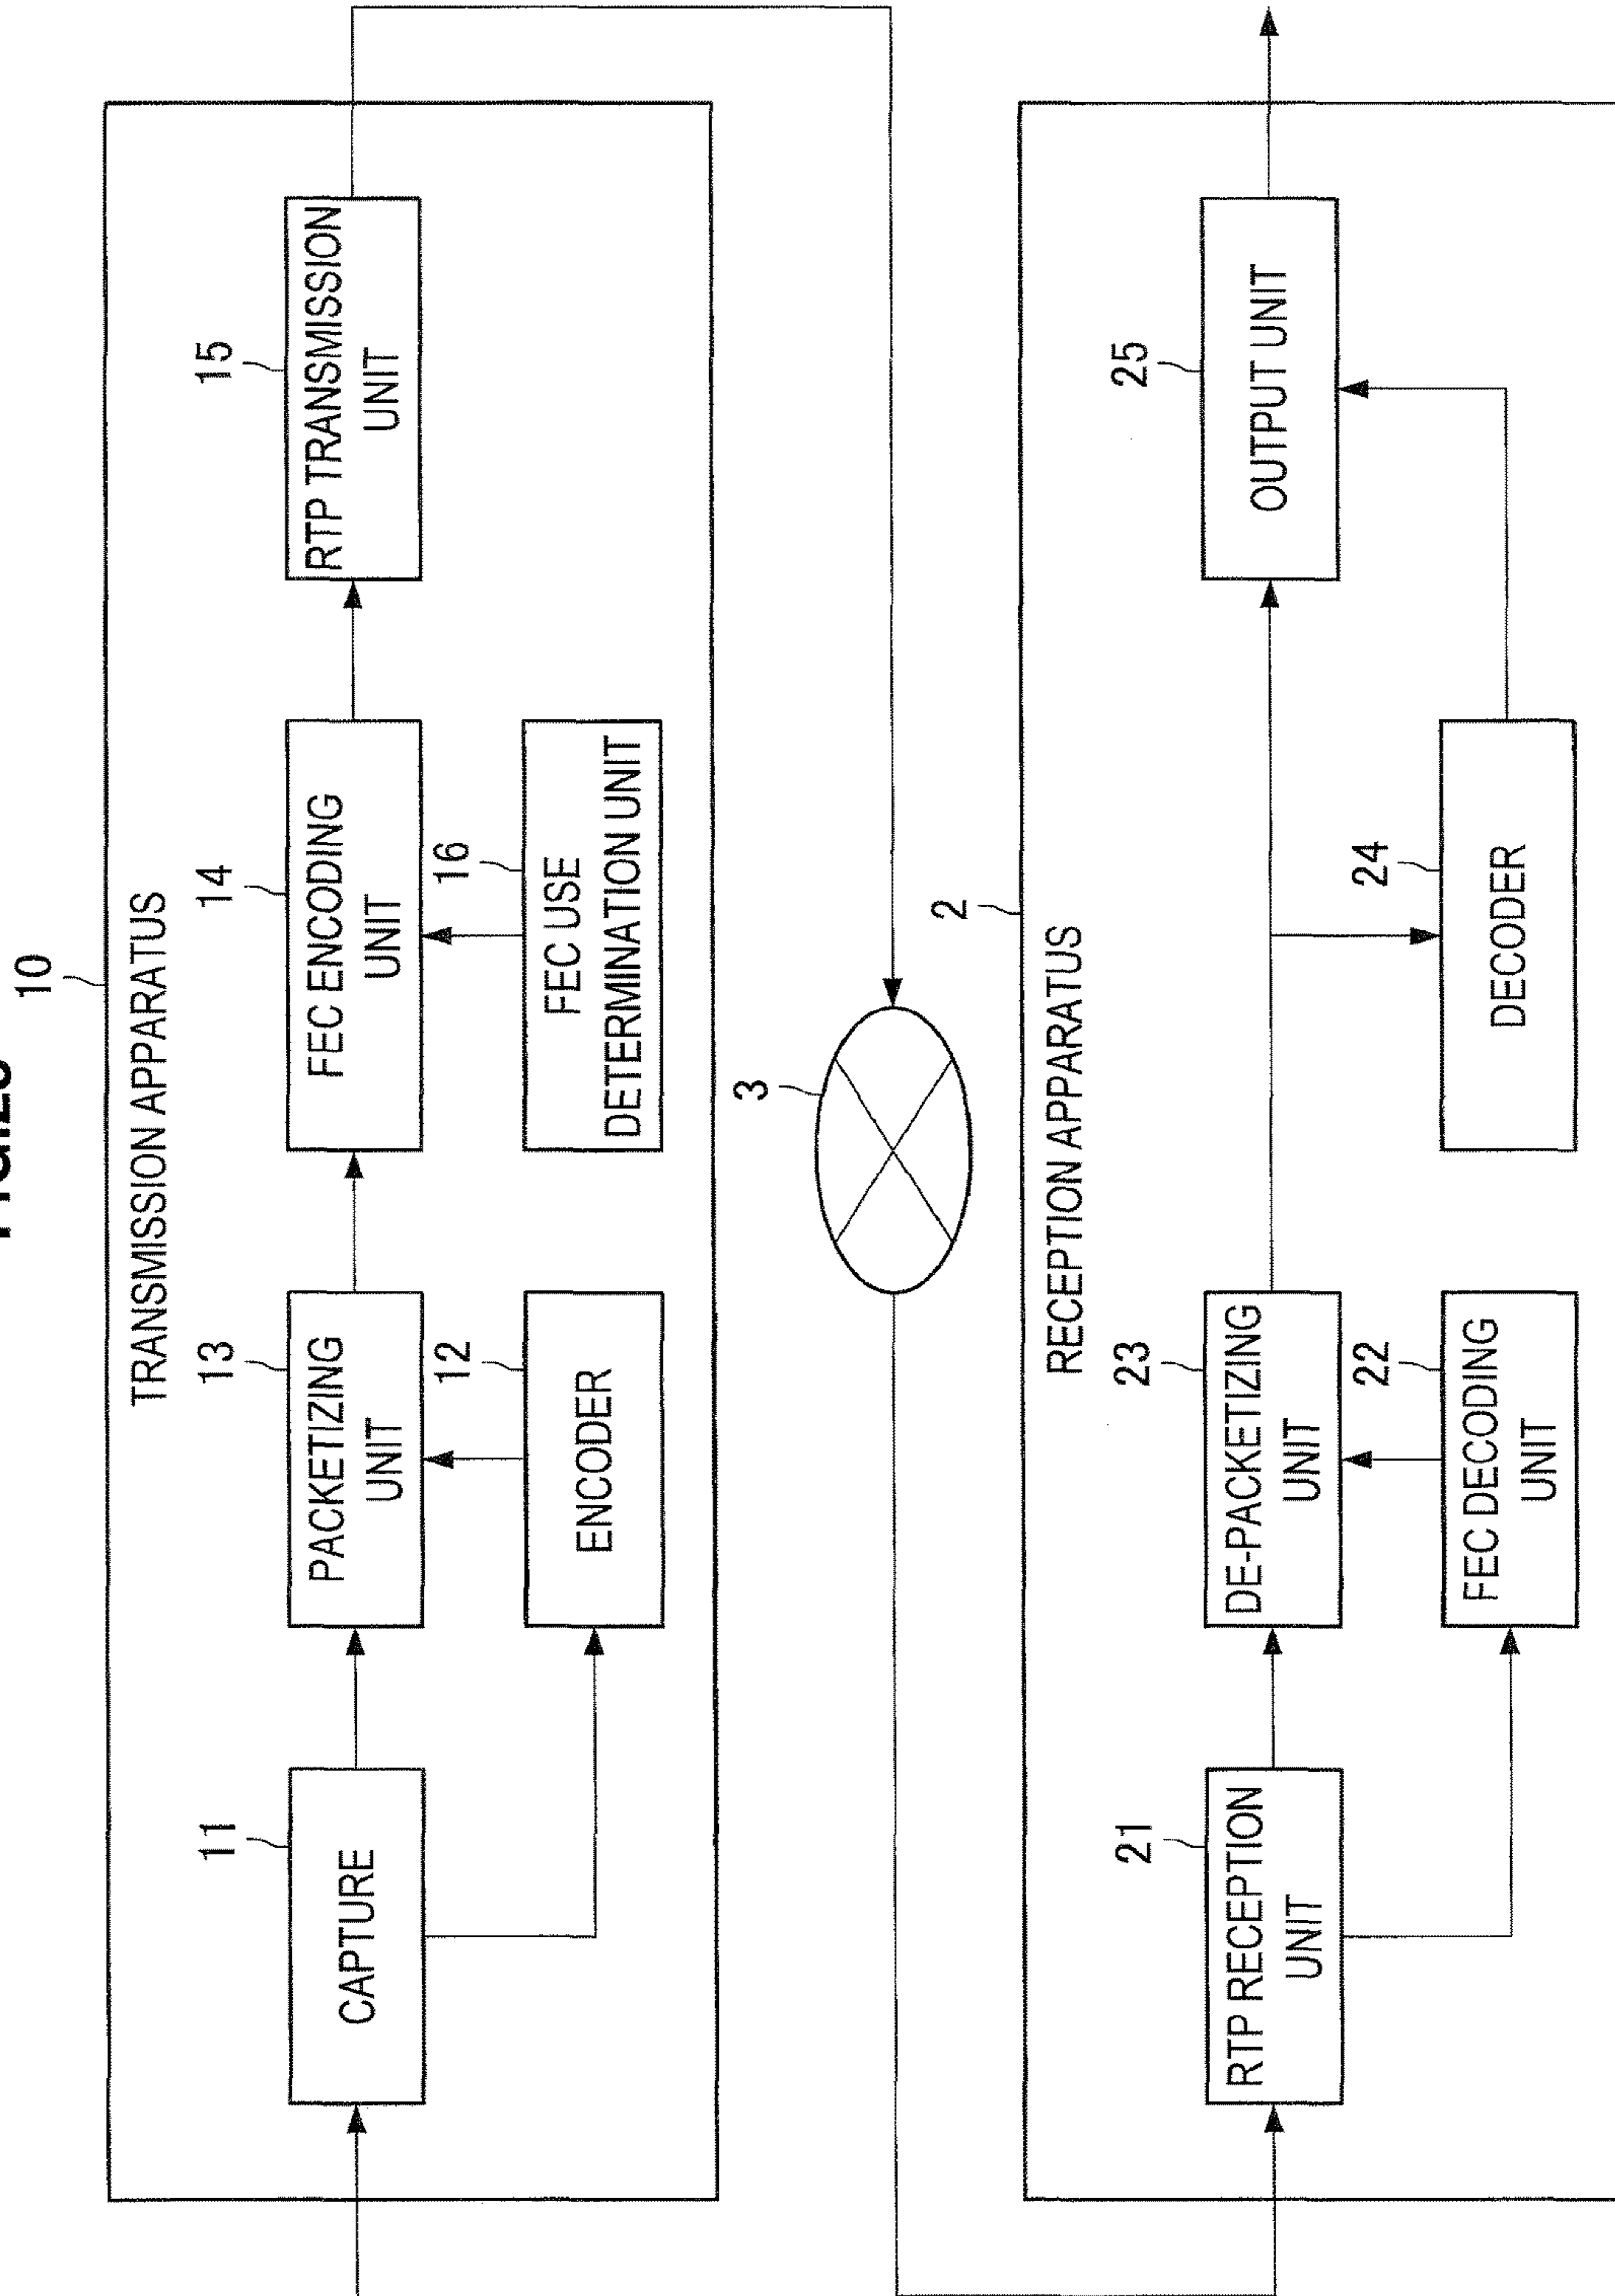 10
TRANSMISSION APPARATUS
11
CAPTURE
13
PACKETIZING
UNIT
12
ENCODER
14
FEC ENCODING
UNIT
16
FEC USE
DETERMINATION UNIT
15
RTP TRANSMISSION
UNIT
3
2
RECEPTION APPARATUS
21
RTP RECEPTION
UNIT
23
DE-PACKETIZING
UNIT
22
FEC DECODING
UNIT
24
DECODER
25
OUTPUT UNIT